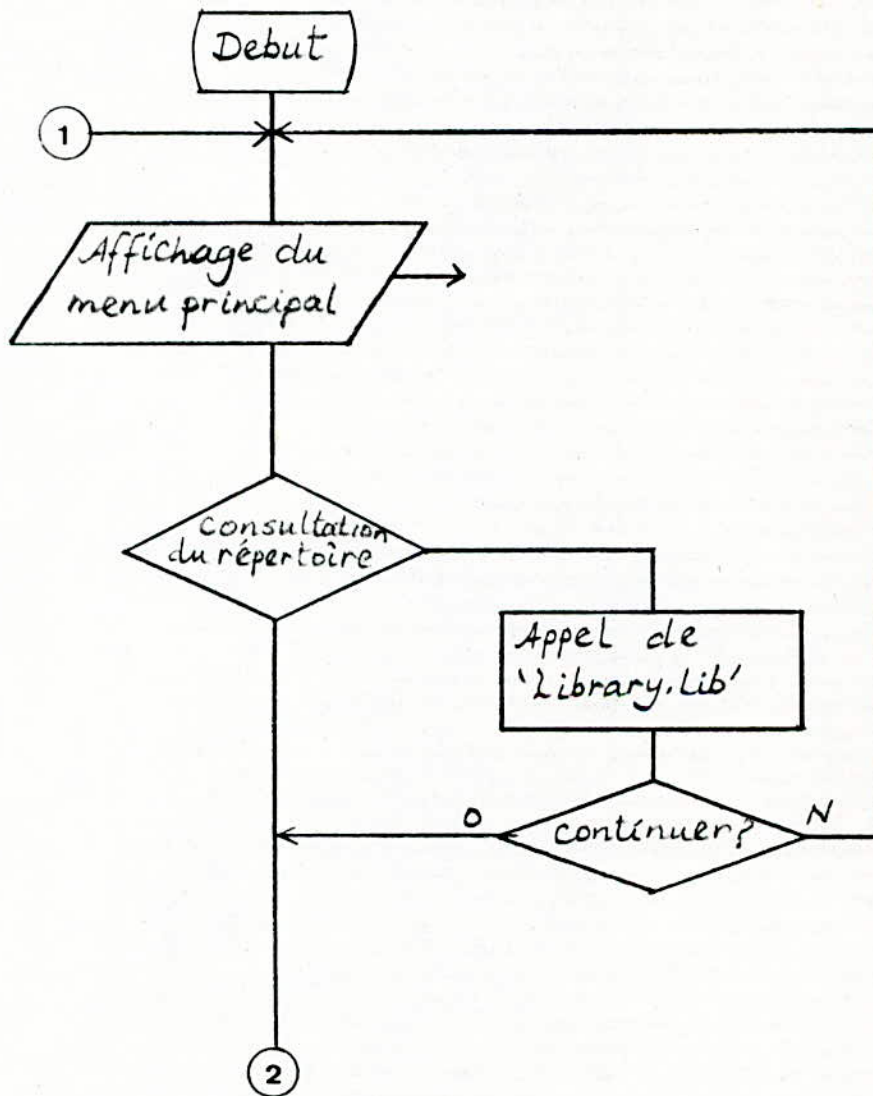 Debut
1
Affichage du
menu principal
Consultation
du répertoire
Appel de
'Library.Lib'
O
continuer?
N
2